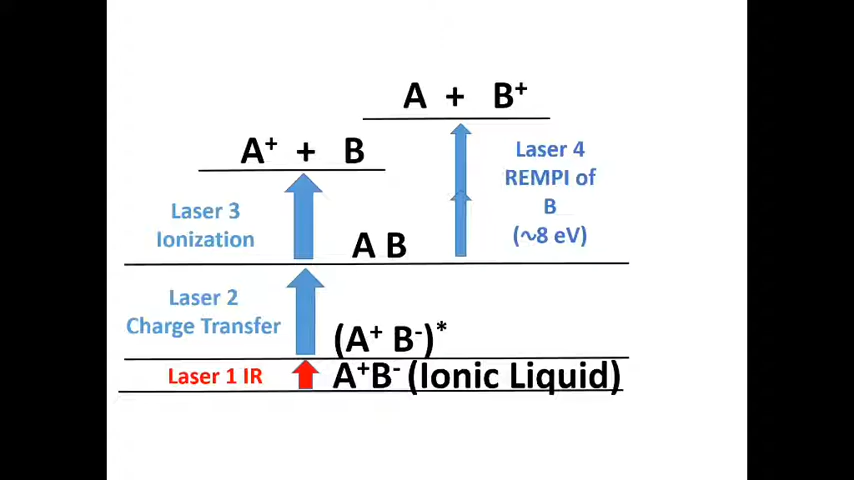 A + B⁺
A⁺ + B
Laser 4
REMPI of
B
(~8 eV)
Laser 3
Ionization
A B
Laser 2
Charge Transfer
(A⁺ B⁻)*
Laser 1 IR
A⁺B⁻ (Ionic Liquid)